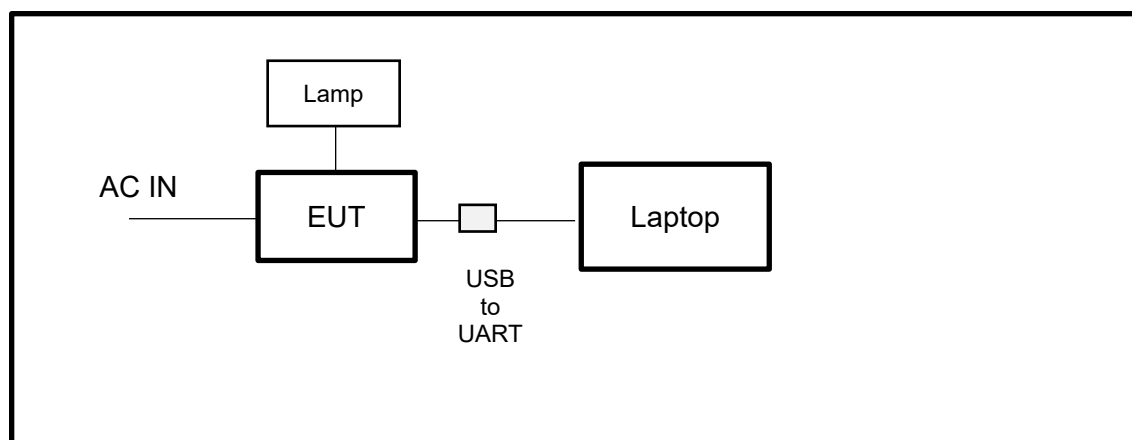 Lamp
AC IN
EUT
Laptop
USB
to
UART